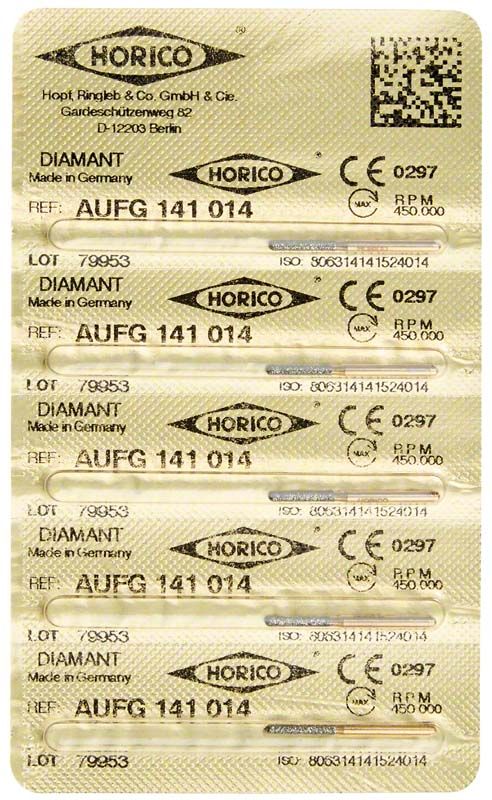 HORICO ®
Hopf, Ringleb & Co. GmbH & Cie.
Gardeschützenweg 82
D-12203 Berlin
DIAMANT HORICO ® CE 0297
Made in Germany
REF: AUFG 141 014 MAX RPM 450.000
HORICO
LOT 79953 ISO: 806314141524014
DIAMANT HORICO ® CE 0297
Made in Germany
REF: AUFG 141 014 MAX RPM 450.000
LOT 79953 ISO: 806314141524014
DIAMANT HORICO ® CE 0297
Made in Germany
REF: AUFG 141 014 MAX RPM 450.000
HORICO
LOT 79953 ISO: 806314141524014
DIAMANT HORICO ® CE 0297
Made in Germany
REF: AUFG 141 014 MAX RPM 450.000
LOT 79953 ISO: 806314141524014
DIAMANT HORICO ® CE 0297
Made in Germany
REF: AUFG 141 014 MAX RPM 450.000
LOT 79953 ISO: 806314141524014